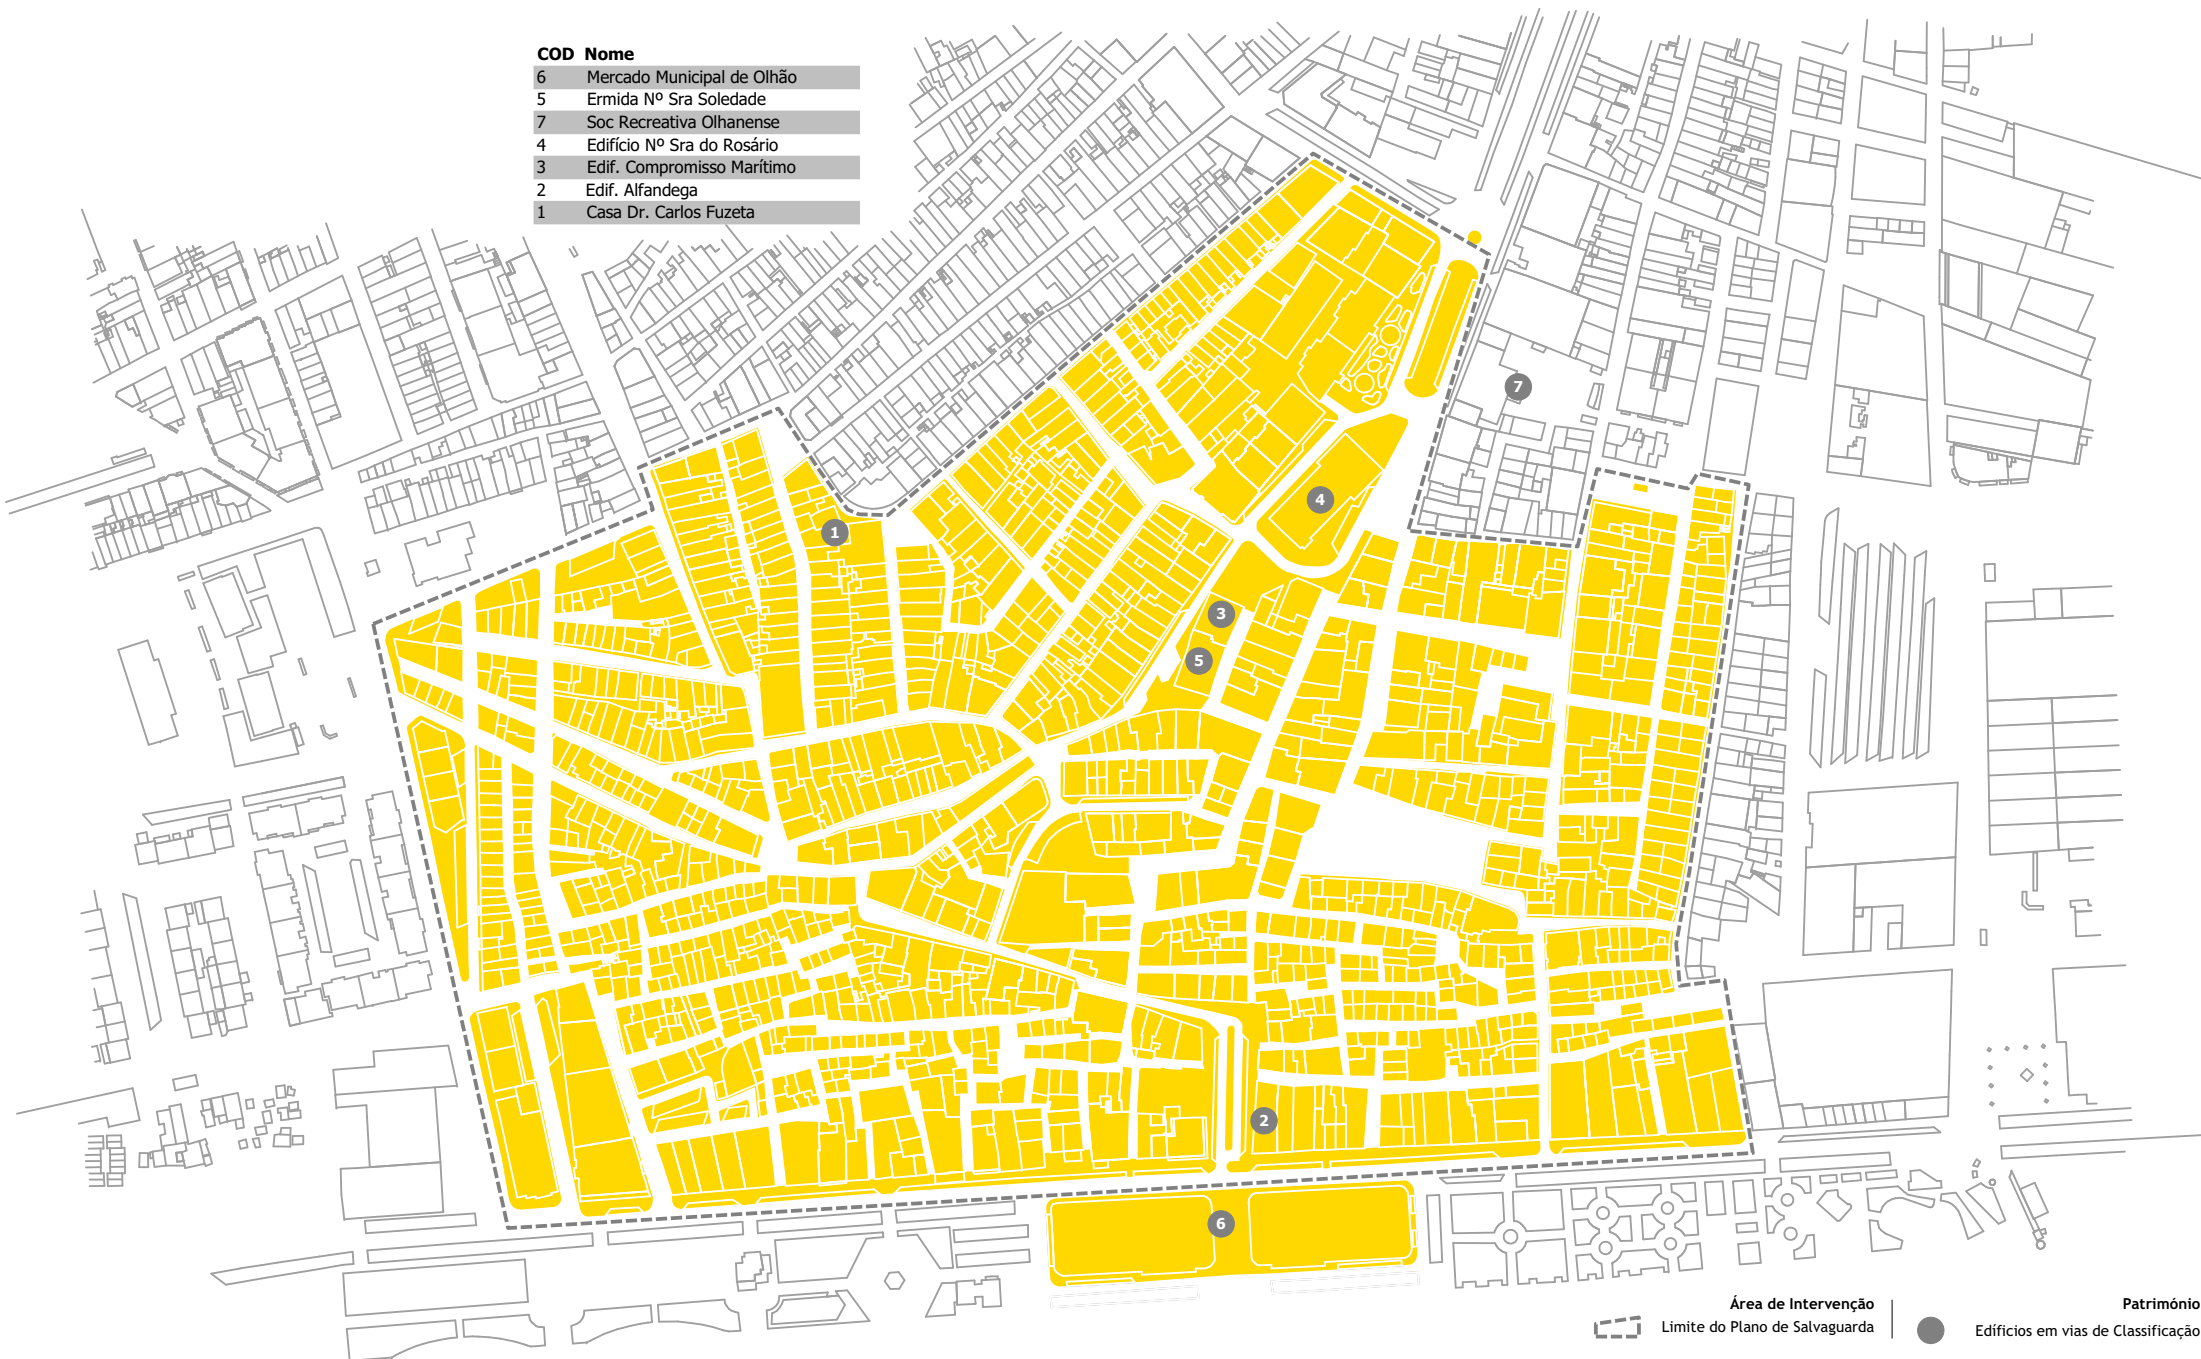 COD Nome
6 Mercado Municipal de Olhão
5 Ermida Nº Sra Soledade
7 Soc Recreativa Olhanense
4 Edifício Nº Sra do Rosário
3 Edif. Compromisso Marítimo
2 Edif. Alfandega
1 Casa Dr. Carlos Fuzeta
7
4
1
3
5
2
6
Área de Intervenção
Limite do Plano de Salvaguarda
Património
Edíficios em vias de Classificação